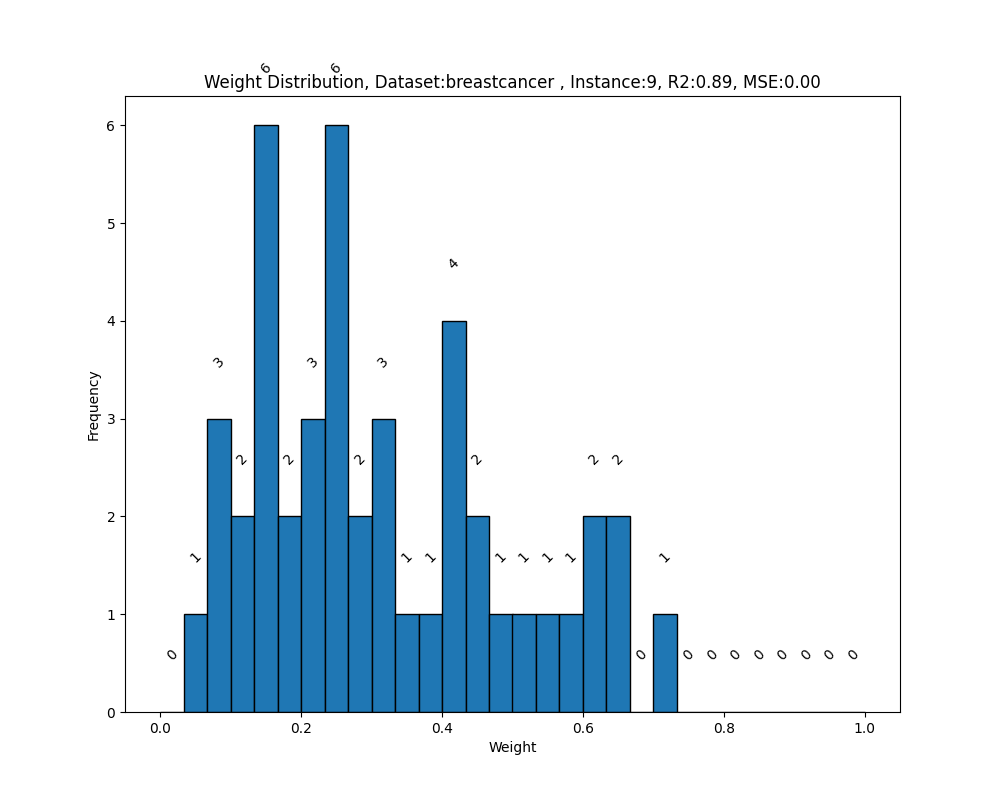 Weight Distribution, Dataset:breastcancer , Instance:9, R2:0.89, MSE:0.00
6 6
6
5
4
4
3 3 3
3
2 2 2 2 2 2
2
1 1 1 1 1 1 1 1
1
0 0 0 0 0 0 0 0 0 0
0
0.0 0.2 0.4 0.6 0.8 1.0
Frequency
Weight